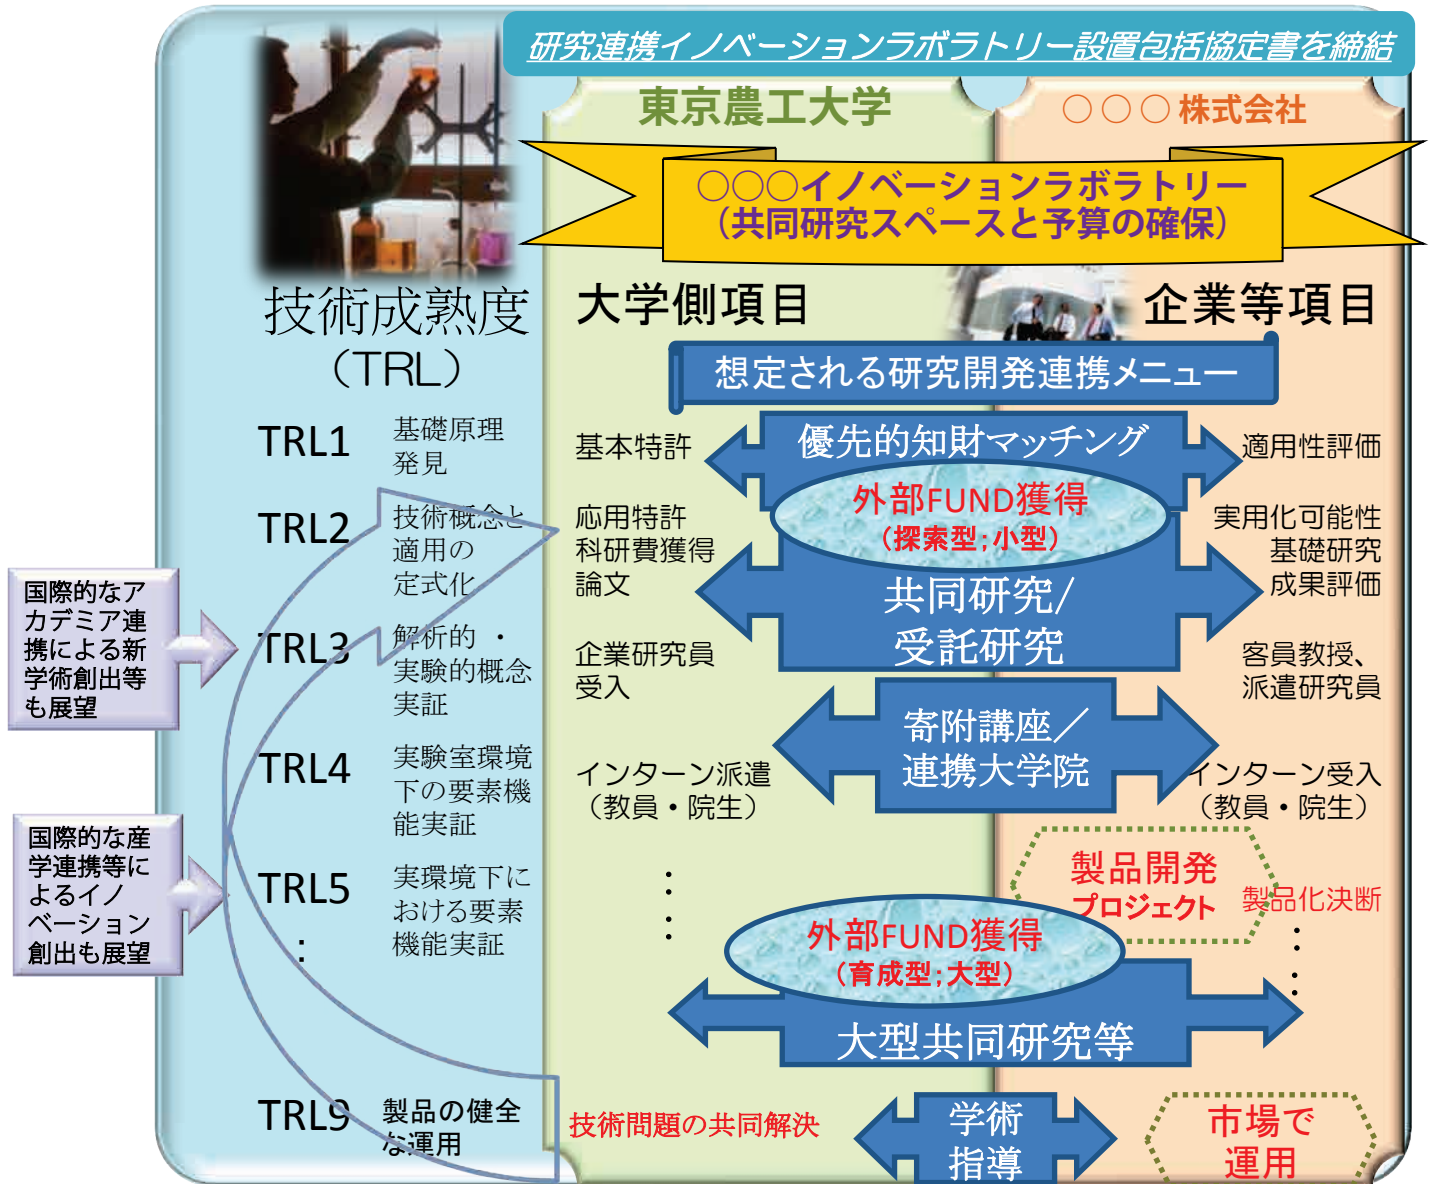 研究連携イノベーションラボラトリー設置包括協定書を締結
東京農工大学
○○○株式会社
○○○イノベーションラボラトリー
（共同研究スペースと予算の確保）
技術成熟度
（TRL）
大学側項目
企業等項目
想定される研究開発連携メニュー
TRL1
基礎原理
発見
基本特許
優先的知財マッチング
適用性評価
外部FUND獲得
（探索型；小型）
TRL2
技術概念と
適用の
定式化
応用特許
科研費獲得
論文
共同研究/
受託研究
実用化可能性
基礎研究
成果評価
国際的なア
カデミア連
携による新
学術創出等
も展望
TRL3
解析的 ・
実験的概念
実証
企業研究員
受入
客員教授、
派遣研究員
寄附講座／
連携大学院
TRL4
実験室環境
下の要素機
能実証
インターン派遣
（教員・院生）
インターン受入
（教員・院生）
国際的な産
学連携等に
よるイノ
ベーション
創出も展望
TRL5
:
実環境下に
おける要素
機能実証
：
：
製品開発
プロジェクト
製品化決断
：
：
外部FUND獲得
（育成型；大型）
大型共同研究等
TRL9
製品の健全
な運用
技術問題の共同解決
学術
指導
市場で
運用